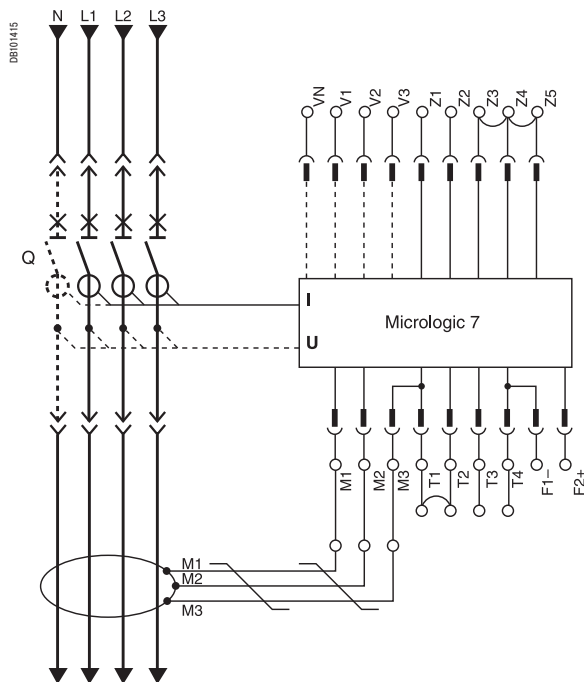 DB101415
N L1 L2 L3
VN V1 V2 V3 Z1 Z2 Z3 Z4 Z5
Q
I
Micrologic 7
U
M1 M2 M3 T1 T2 T3 T4 F1– F2+
M1
M2
M3